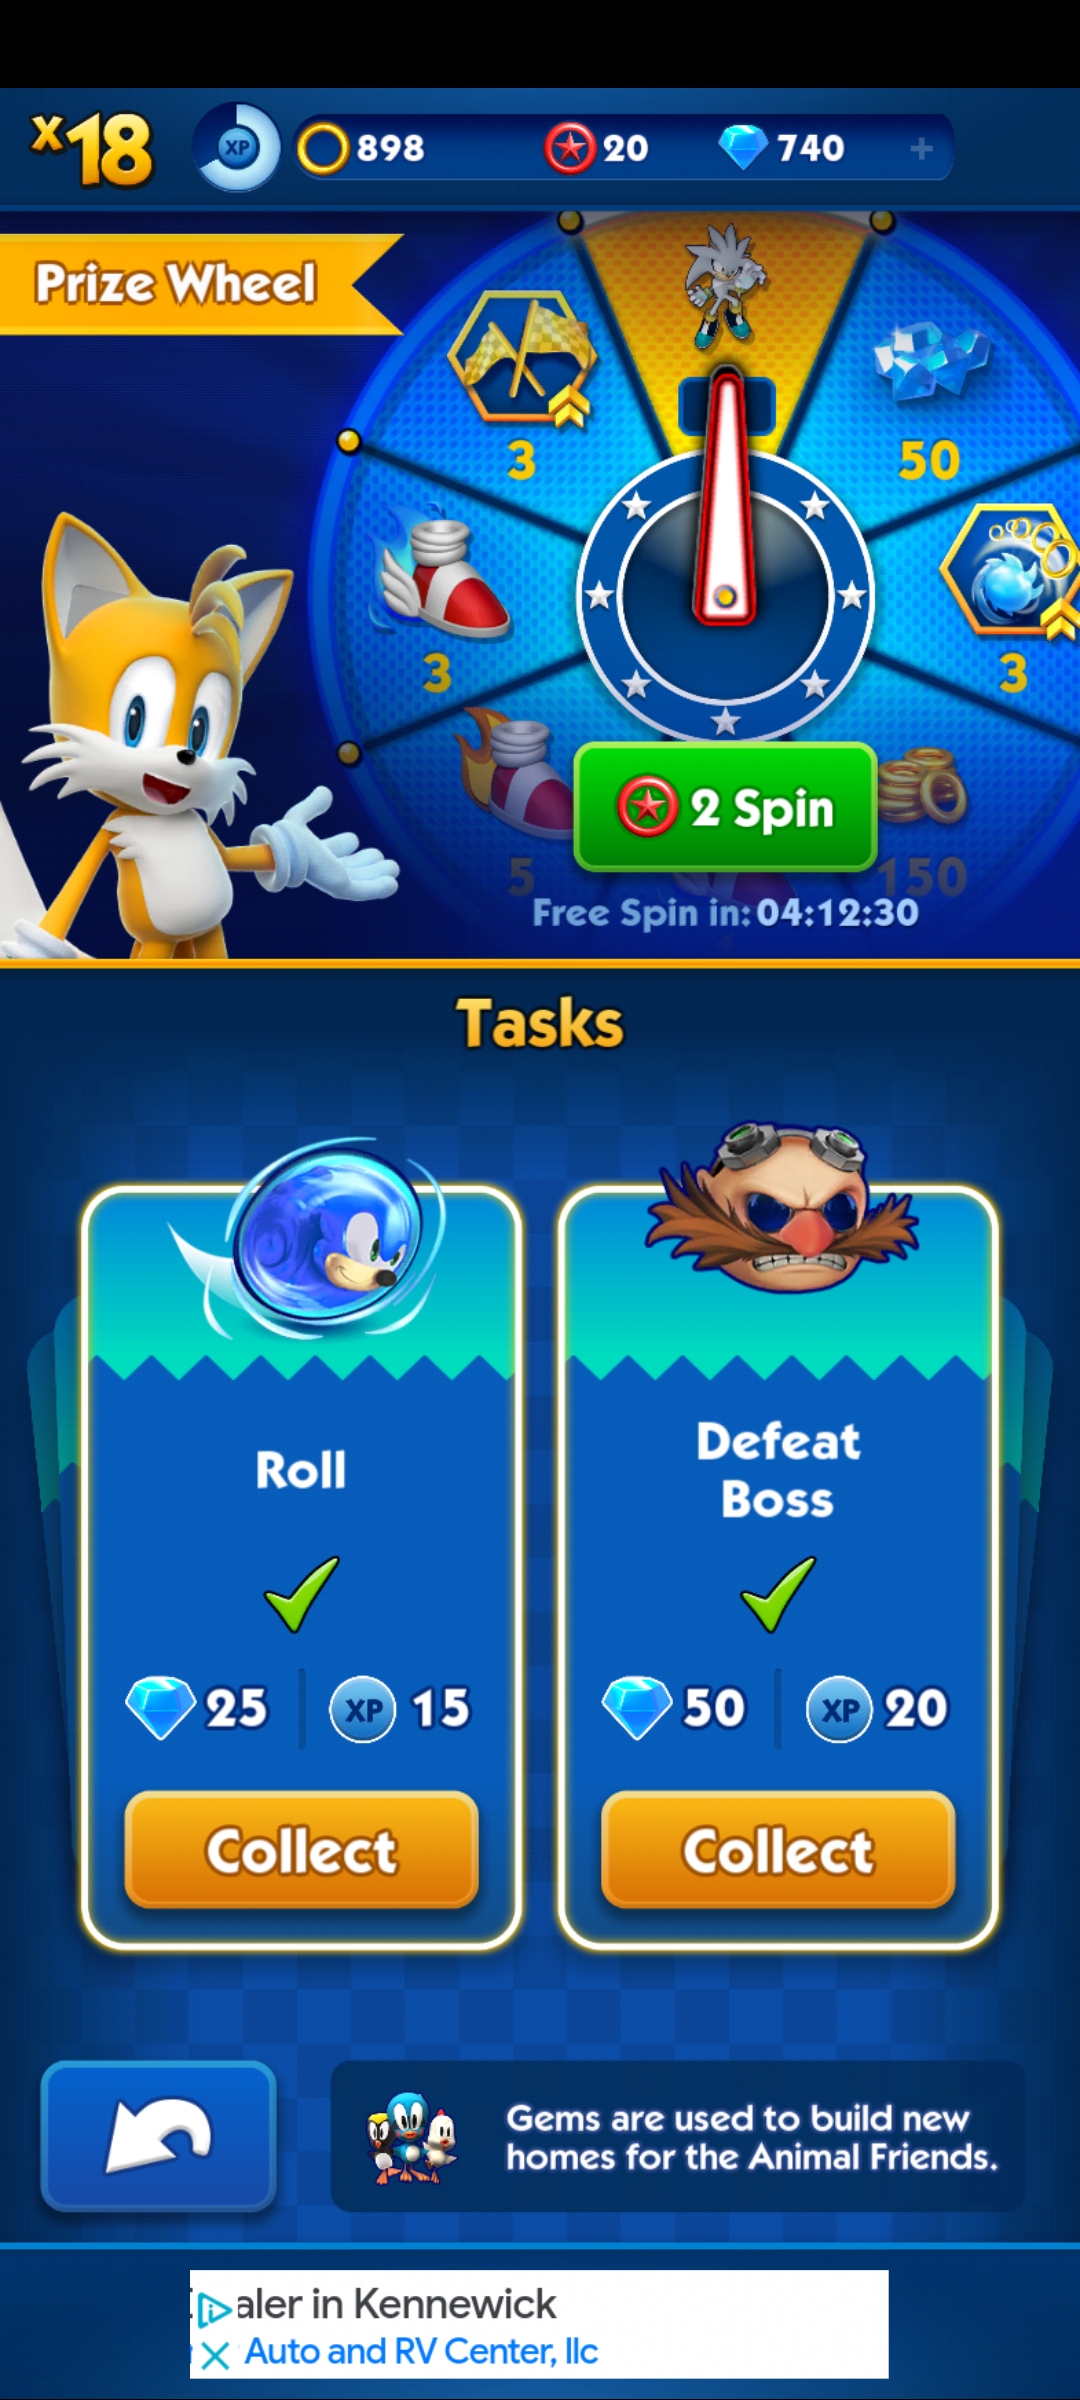 x18
XP
898
20
740
+
Prize Wheel
3
50
3
3
5
150
2 Spin
Free Spin in: 04:12:30
Tasks
Roll
25
XP
15
Collect
Defeat
Boss
50
XP
20
Collect
Gems are used to build new
homes for the Animal Friends.
aler in Kennewick
Auto and RV Center, llc